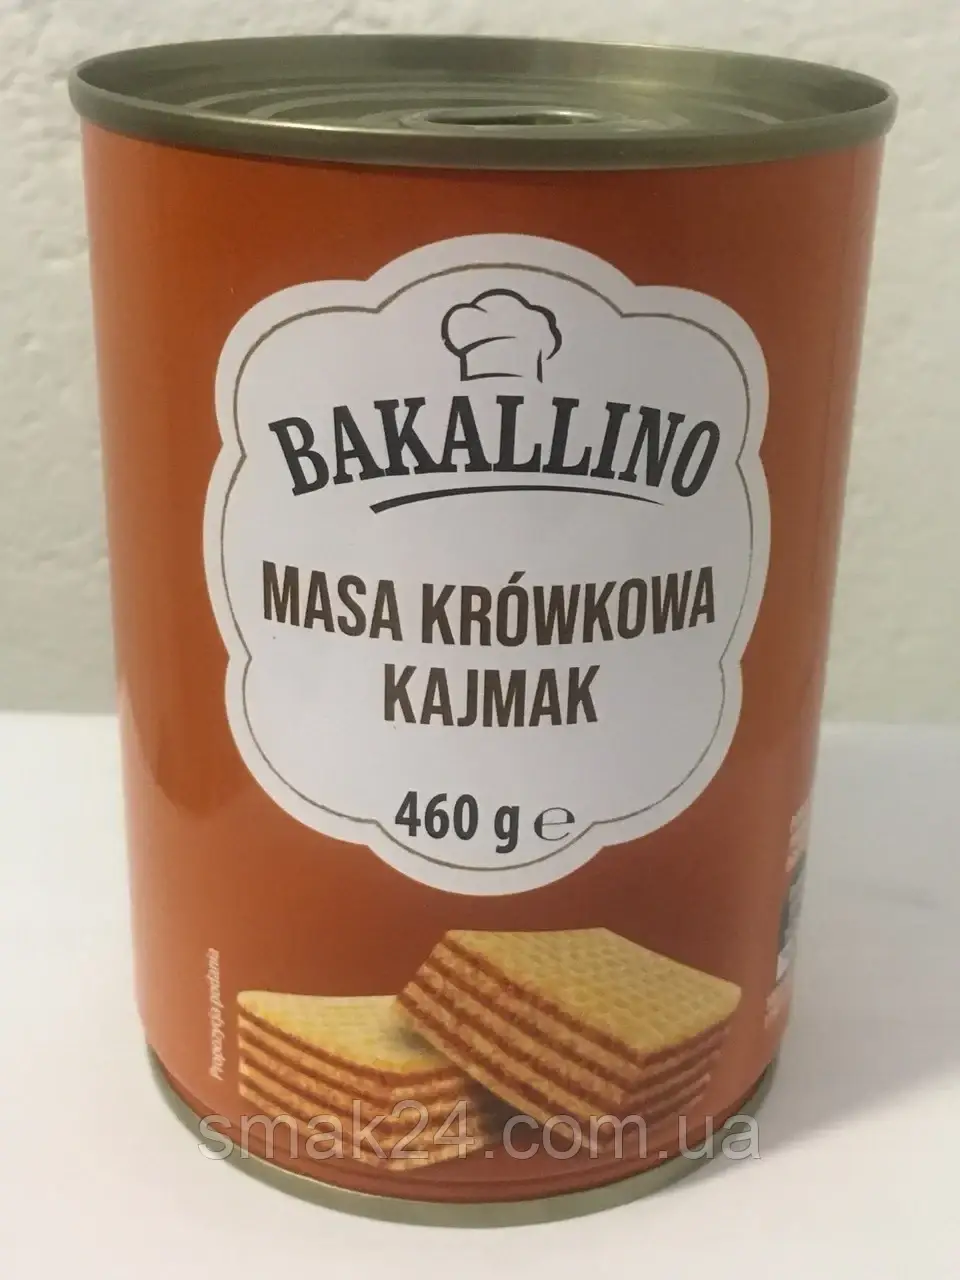 BAKALLINO
MASA KRÓWKOWA
KAJMAK
460 g ℮
Propozycja podania
smak24.com.ua